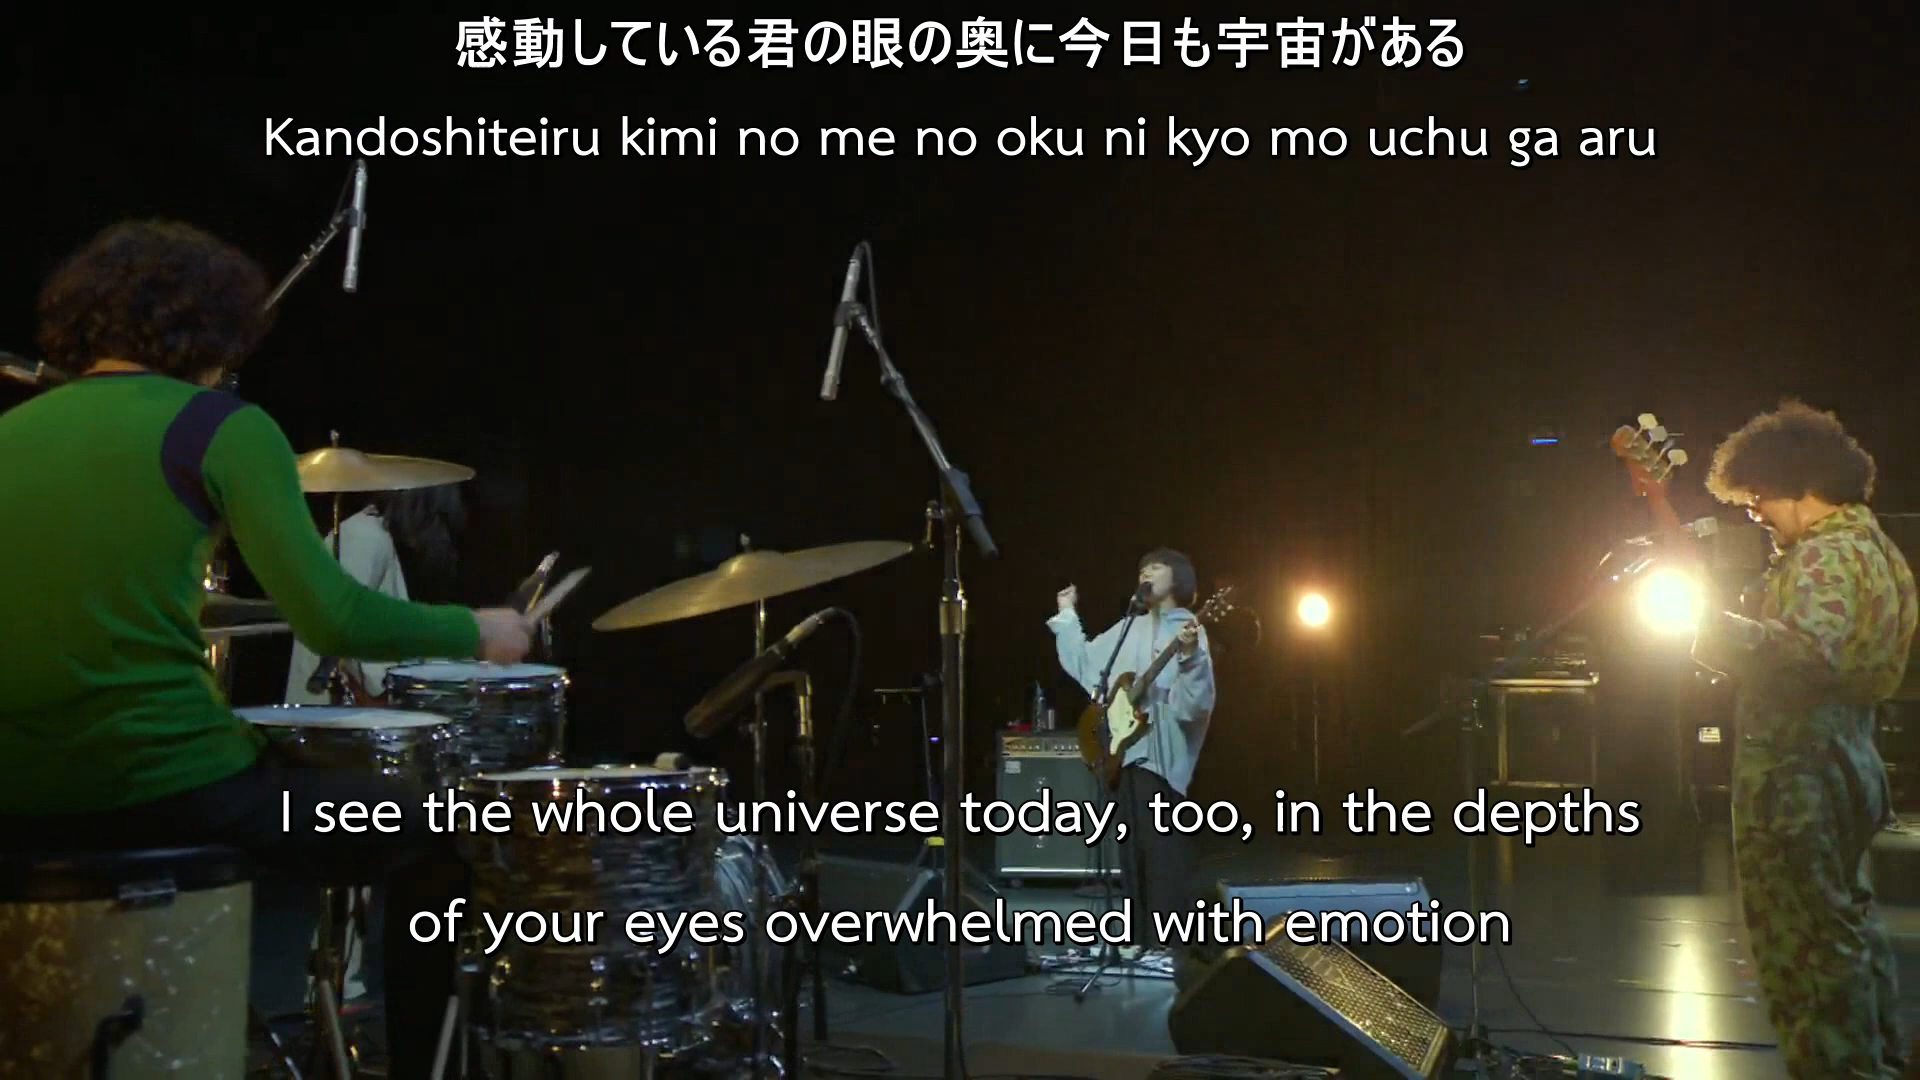 感動している君の眼の奥に今日も宇宙がある
Kandoshiteiru kimi no me no oku ni kyo mo uchu ga aru
I see the whole universe today, too, in the depths
of your eyes overwhelmed with emotion